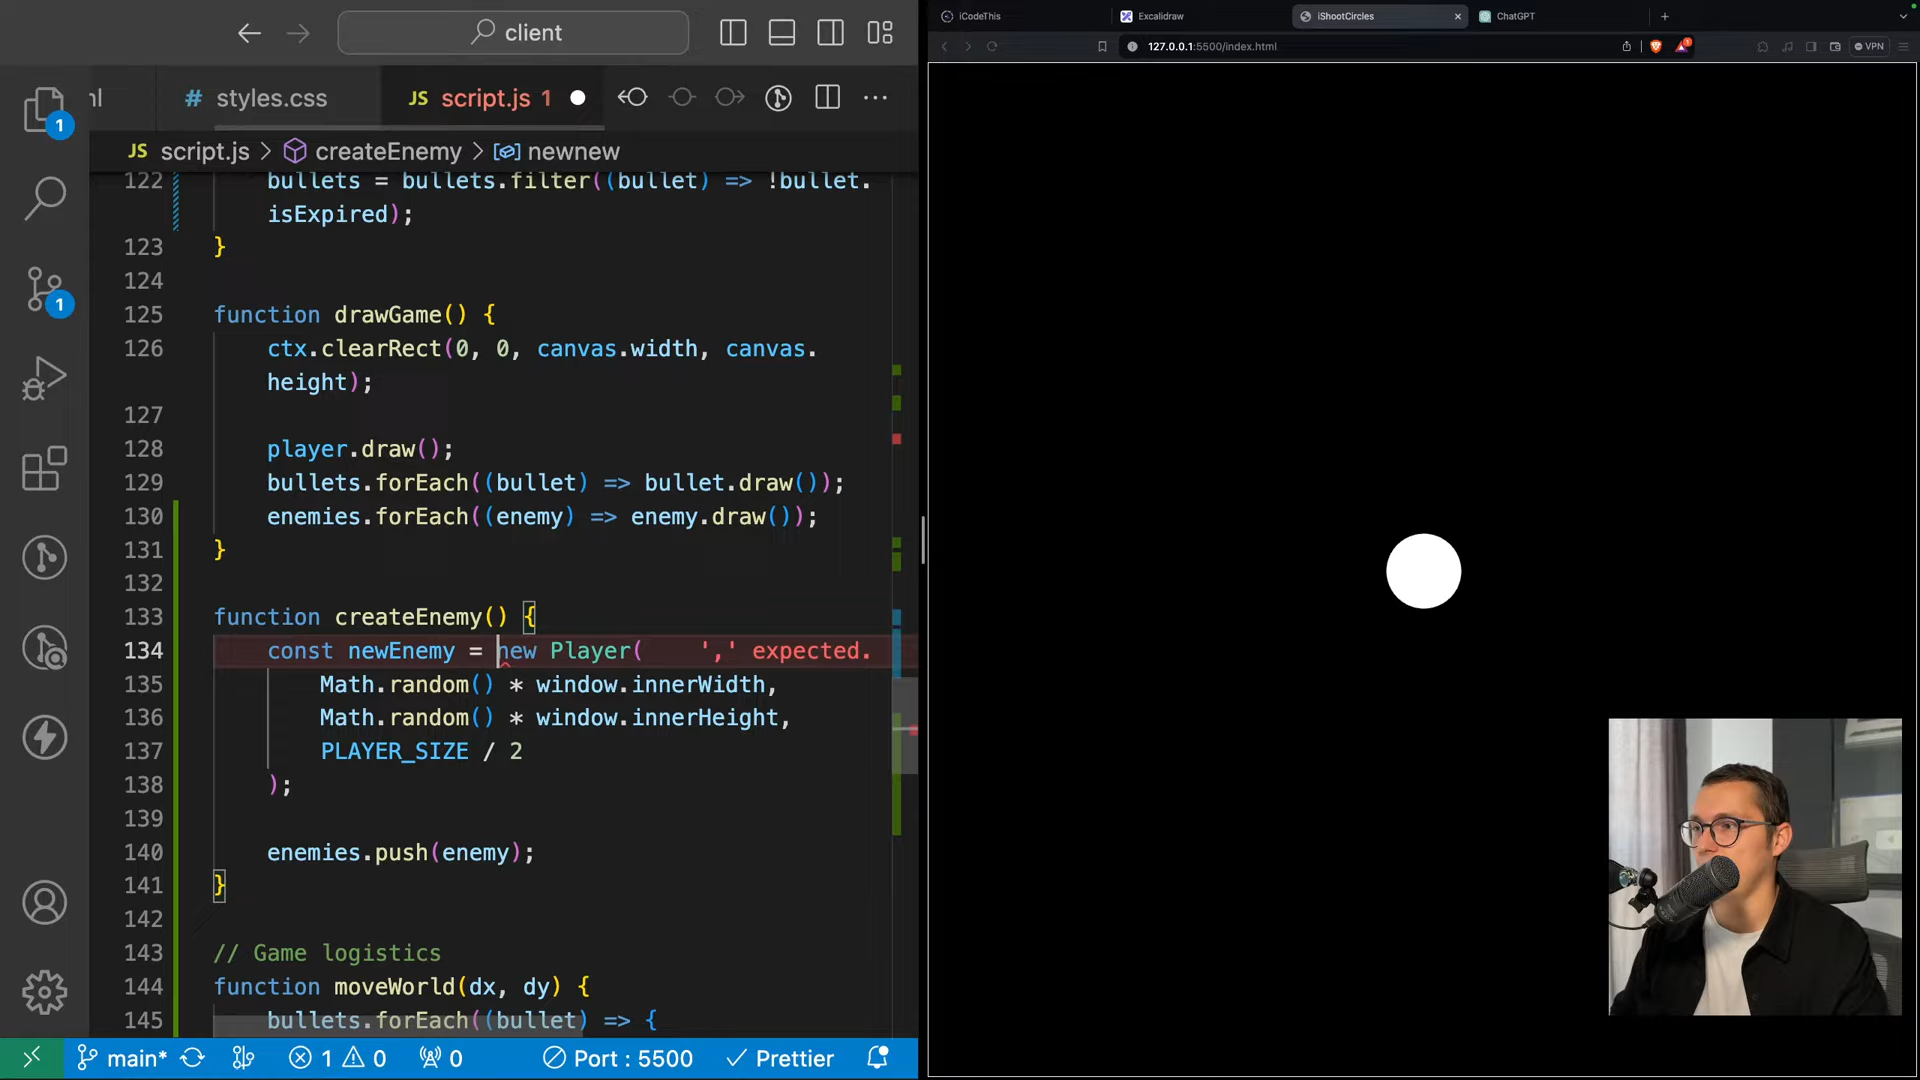 client
iCodeThis
Excalidraw
iShootCircles
ChatGPT
127.0.0.1:5500/index.html
VPN
nl
# styles.css
JS script.js 1
JS script.js > createEnemy > newnew
122 bullets = bullets.filter((bullet) => !bullet.
isExpired);
123 }
124
125 function drawGame() {
126 ctx.clearRect(0, 0, canvas.width, canvas.
height);
127
128 player.draw();
129 bullets.forEach((bullet) => bullet.draw());
130 enemies.forEach((enemy) => enemy.draw());
131 }
132
133 function createEnemy() {
134 const newEnemy = new Player( ',' expected.
135 Math.random() * window.innerWidth,
136 Math.random() * window.innerHeight,
137 PLAYER_SIZE / 2
138 );
139
140 enemies.push(enemy);
141 }
142
143 // Game logistics
144 function moveWorld(dx, dy) {
145 bullets.forEach((bullet) => {
1
1
main* 1 0 0 Port : 5500 Prettier